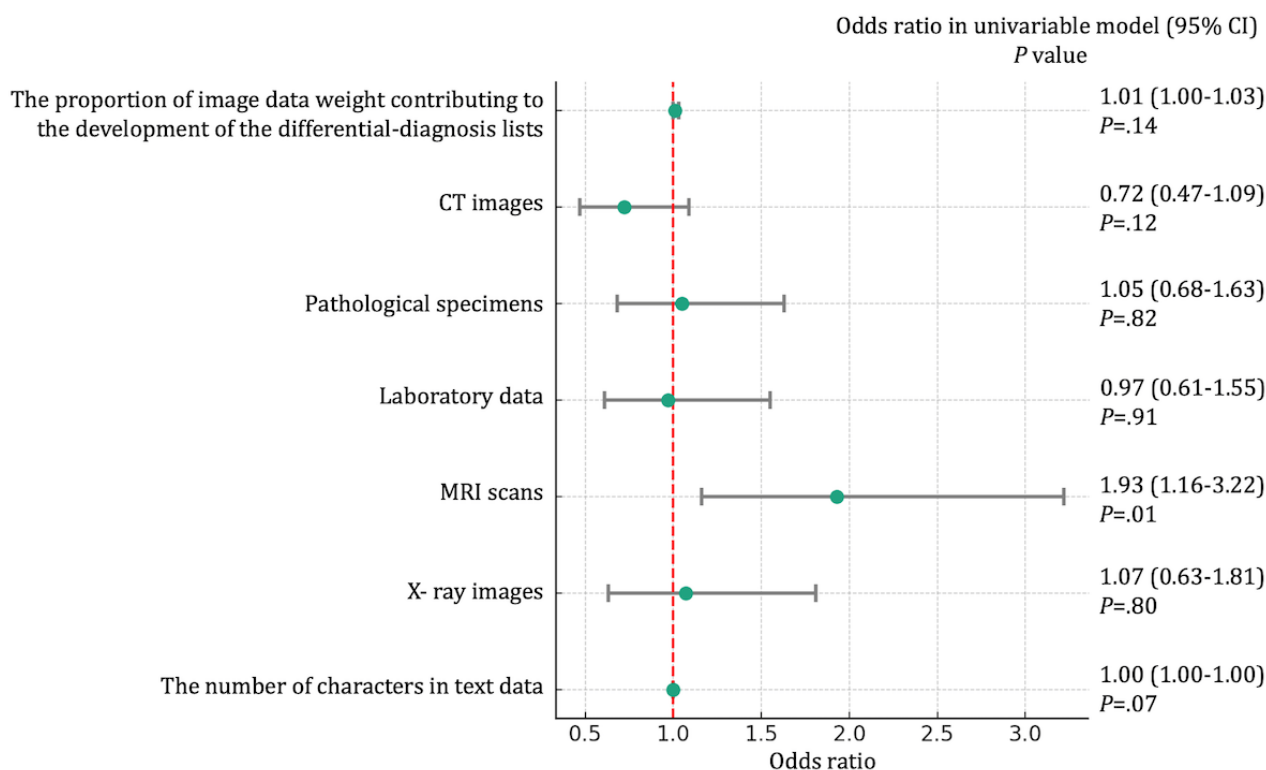 Odds ratio in univariable model (95% CI)
P value
The proportion of image data weight contributing to
the development of the differential-diagnosis lists
1.01 (1.00-1.03)
P=.14
CT images
0.72 (0.47-1.09)
P=.12
Pathological specimens
1.05 (0.68-1.63)
P=.82
Laboratory data
0.97 (0.61-1.55)
P=.91
MRI scans
1.93 (1.16-3.22)
P=.01
X- ray images
1.07 (0.63-1.81)
P=.80
The number of characters in text data
1.00 (1.00-1.00)
P=.07
0.5 1.0 1.5 2.0 2.5 3.0
Odds ratio